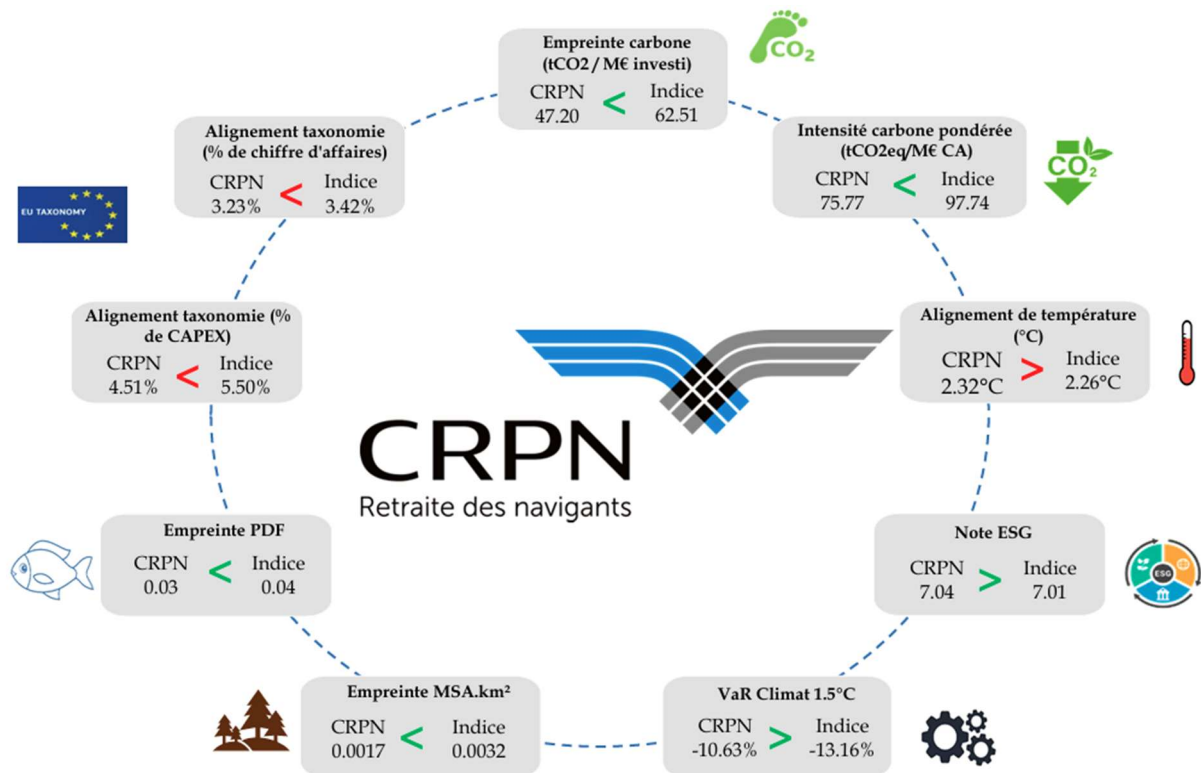 Empreinte carbone
(tCO2 / M€ investi)
CRPN < Indice
47.20 62.51
CO2
Intensité carbone pondérée
(tCO2eq/M€ CA)
CRPN < Indice
75.77 97.74
CO2
Alignement de température
(°C)
CRPN > Indice
2.32°C 2.26°C
Note ESG
CRPN > Indice
7.04 7.01
ESG
VaR Climat 1.5°C
CRPN > Indice
-10.63% -13.16%
Empreinte MSA.km²
CRPN < Indice
0.0017 0.0032
Empreinte PDF
CRPN < Indice
0.03 0.04
Alignement taxonomie (%
de CAPEX)
CRPN < Indice
4.51% 5.50%
Alignement taxonomie
(% de chiffre d'affaires)
CRPN < Indice
3.23% 3.42%
EU TAXONOMY
CRPN
Retraite des navigants